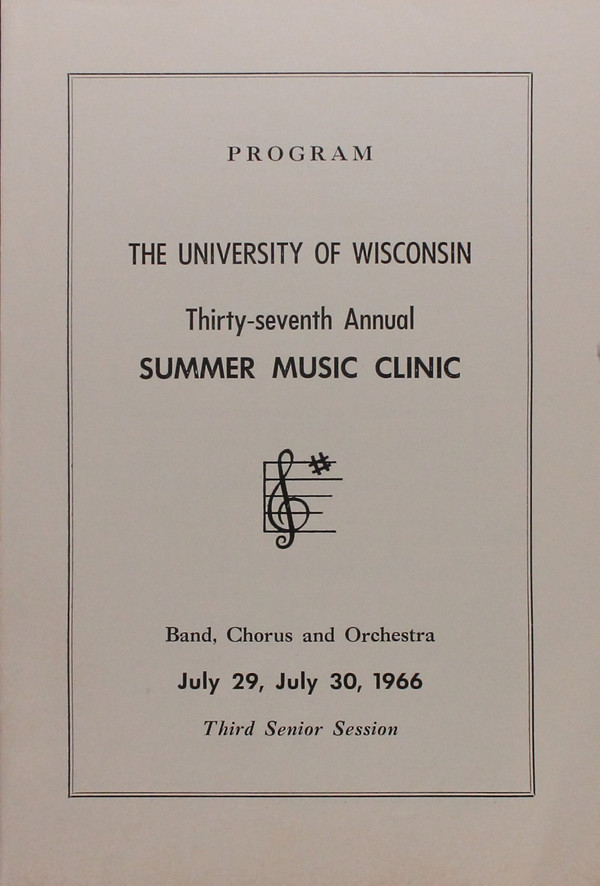 PROGRAM
THE UNIVERSITY OF WISCONSIN
Thirty-seventh Annual
SUMMER MUSIC CLINIC
Band, Chorus and Orchestra
July 29, July 30, 1966
Third Senior Session